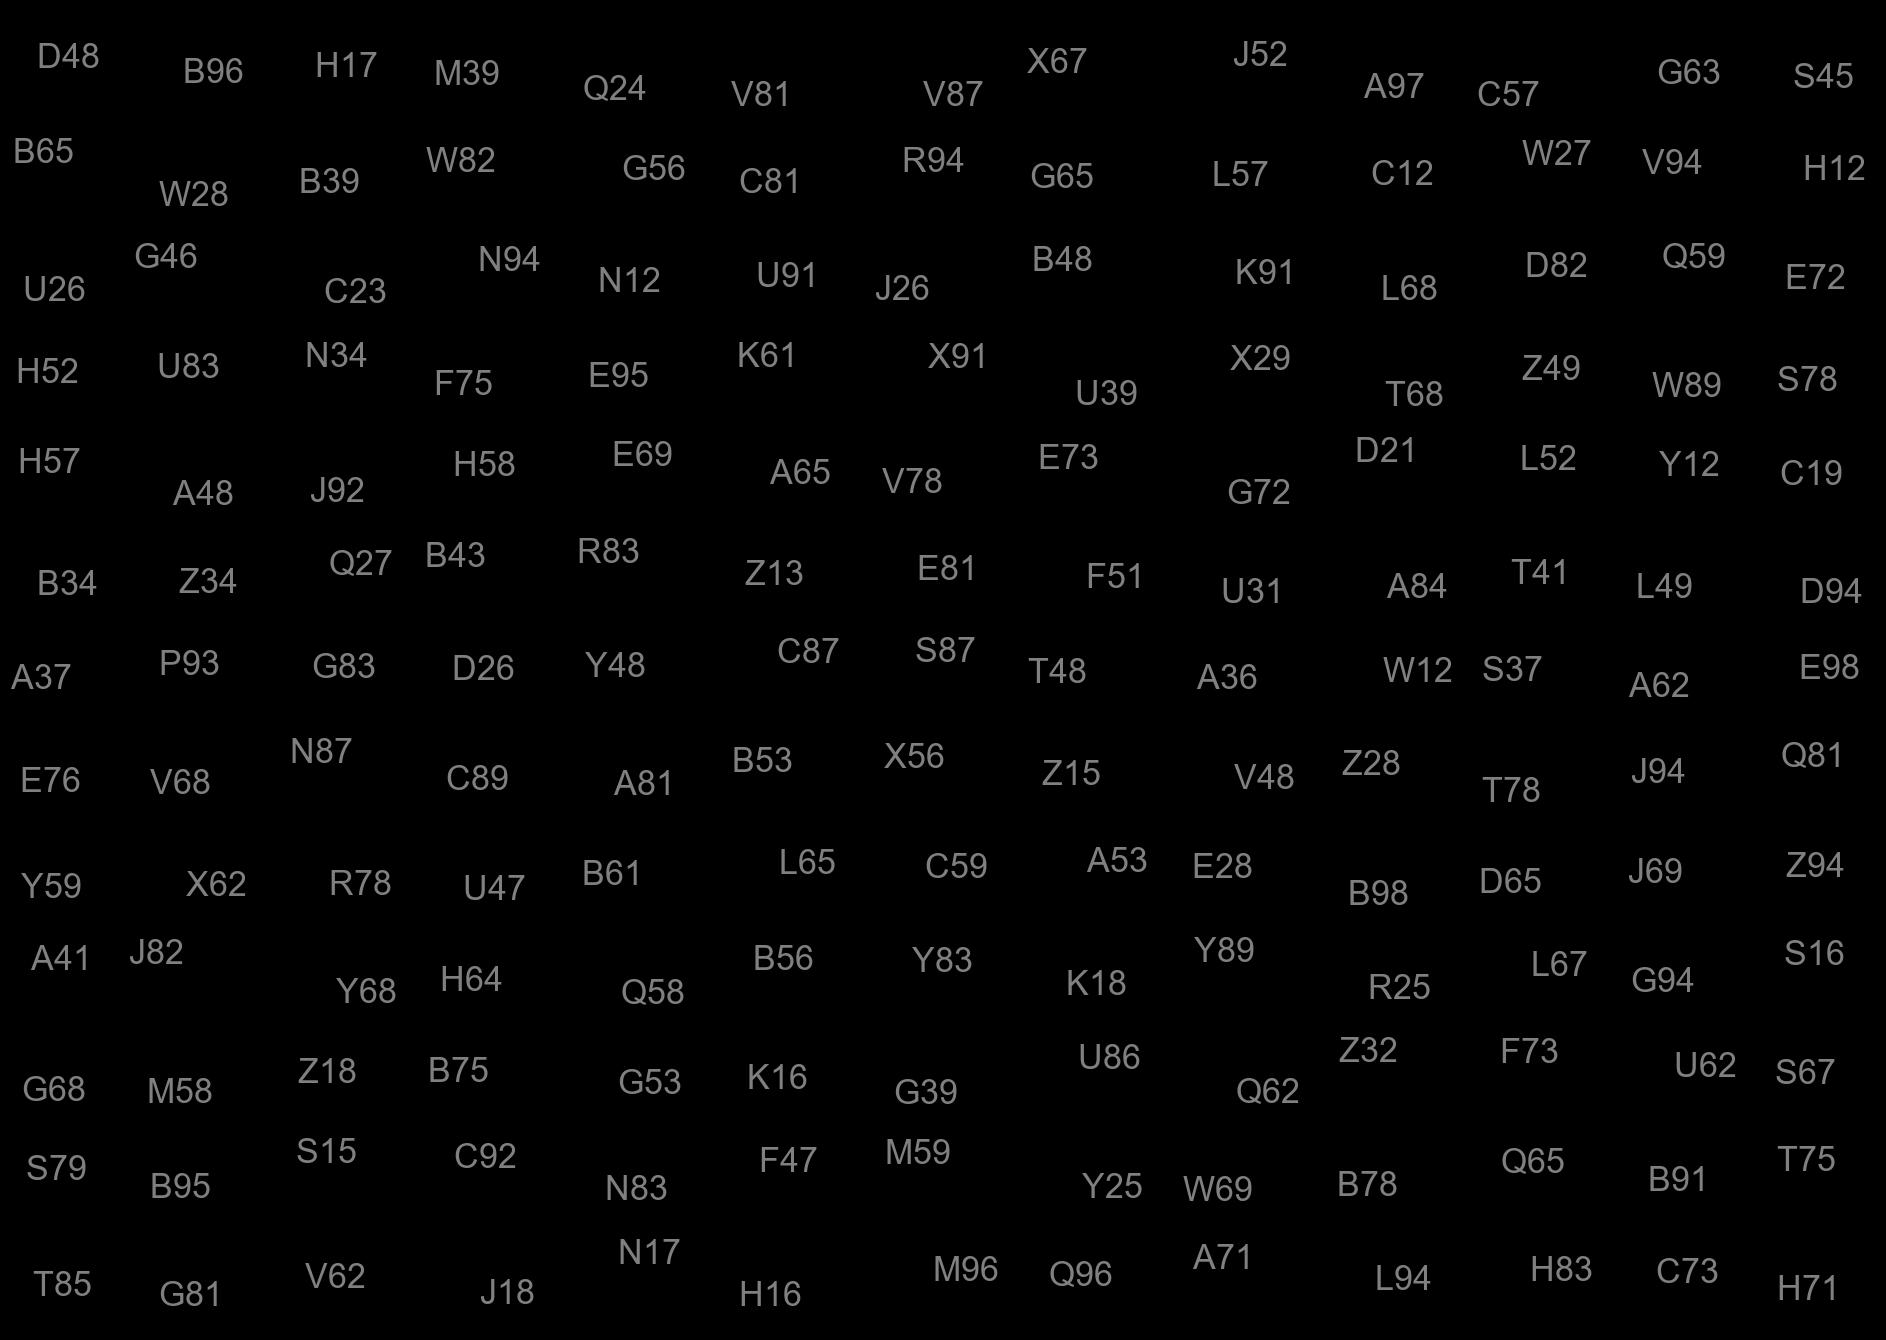 D48 B96 H17 M39 Q24 V81 V87 X67 J52 A97 C57 G63 S45
B65 W28 B39 W82 G56 C81 R94 G65 L57 C12 W27 V94 H12
U26 G46 C23 N94 N12 U91 J26 B48 K91 L68 D82 Q59 E72
H52 U83 N34 F75 E95 K61 X91 U39 X29 T68 Z49 W89 S78
H57 A48 J92 H58 E69 A65 V78 E73 G72 D21 L52 Y12 C19
B34 Z34 Q27 B43 R83 Z13 E81 F51 U31 A84 T41 L49 D94
A37 P93 G83 D26 Y48 C87 S87 T48 A36 W12 S37 A62 E98
E76 V68 N87 C89 A81 B53 X56 Z15 V48 Z28 T78 J94 Q81
Y59 X62 R78 U47 B61 L65 C59 A53 E28 B98 D65 J69 Z94
A41 J82 Y68 H64 Q58 B56 Y83 K18 Y89 R25 L67 G94 S16
G68 M58 Z18 B75 G53 K16 G39 U86 Q62 Z32 F73 U62 S67
S79 B95 S15 C92 N83 F47 M59 Y25 W69 B78 Q65 B91 T75
T85 G81 V62 J18 N17 H16 M96 Q96 A71 L94 H83 C73 H71